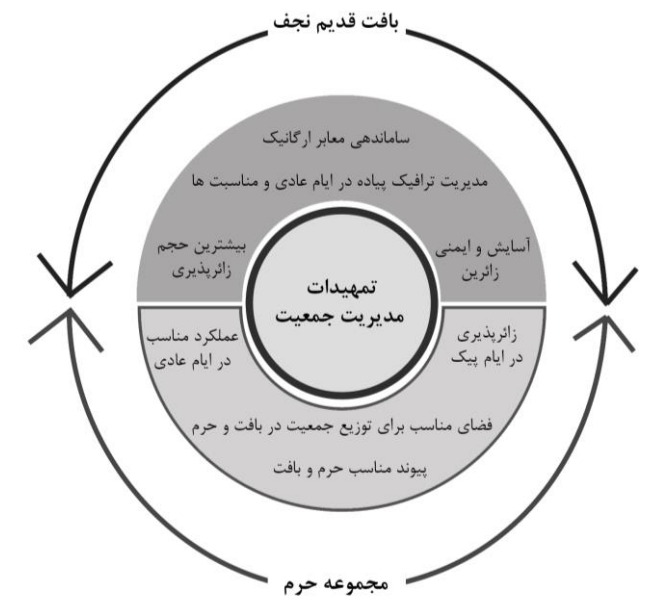 بافت قدیم نجف
ساماندهی معابر ارگانیک
مدیریت ترافیک پیاده در ایام عادی و مناسبت ها
آسایش و ایمنی
زائرین
بیشترین حجم
زائرپذیری
تمهیدات
مدیریت جمعیت
زائرپذیری
در ایام پیک
عملکرد مناسب
در ایام عادی
فضای مناسب برای توزیع جمعیت در بافت و حرم
پیوند مناسب حرم و بافت
مجموعه حرم